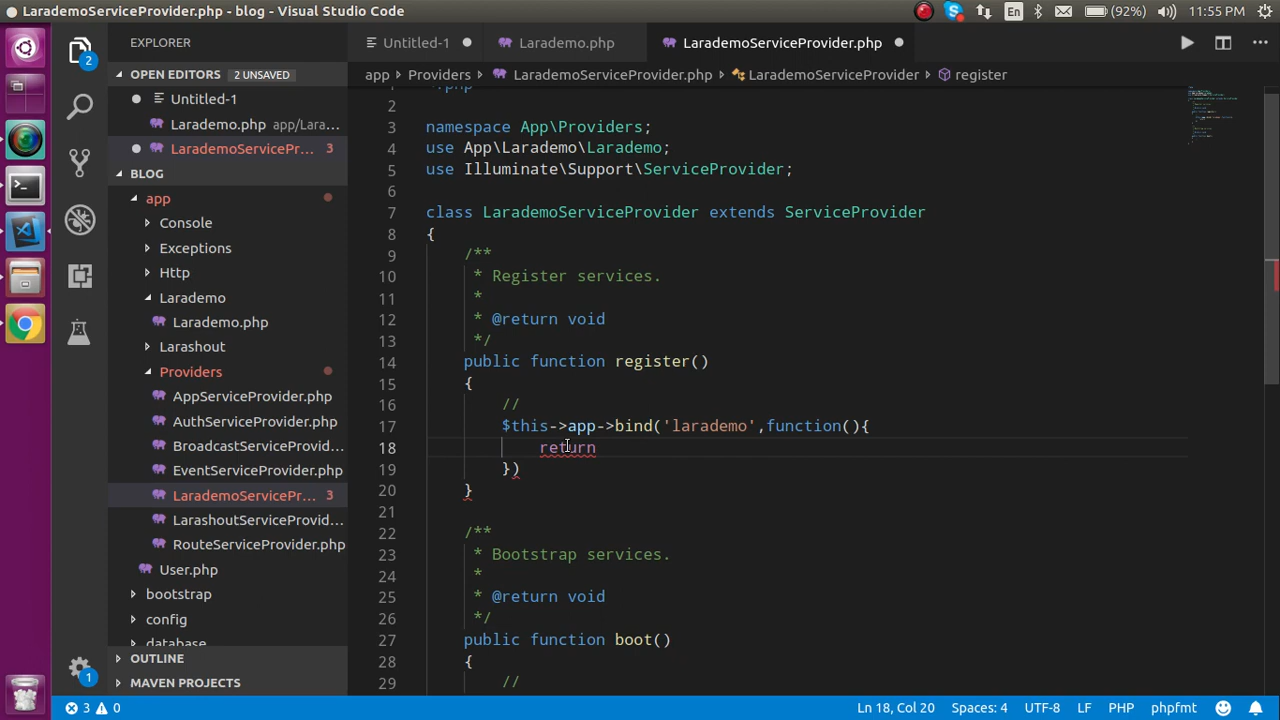 LarademoServiceProvider.php - blog - Visual Studio Code
En
(92%)
11:55 PM
EXPLORER
Untitled-1
Larademo.php
LarademoServiceProvider.php
2
OPEN EDITORS
2 UNSAVED
app
Providers
LarademoServiceProvider.php
LarademoServiceProvider
register
Untitled-1
Larademo.php app/Lara...
LarademoServicePr...
3
BLOG
app
Console
Exceptions
Http
Larademo
Larademo.php
Larashout
Providers
AppServiceProvider.php
AuthServiceProvider.php
BroadcastServiceProvid...
EventServiceProvider.php
LarademoServicePr...
3
LarashoutServiceProvid...
RouteServiceProvider.php
User.php
bootstrap
config
database
OUTLINE
MAVEN PROJECTS
1
1 <?php
2
3 namespace App\Providers;
4 use App\Larademo\Larademo;
5 use Illuminate\Support\ServiceProvider;
6
7 class LarademoServiceProvider extends ServiceProvider
8 {
9 /**
10 * Register services.
11 *
12 * @return void
13 */
14 public function register()
15 {
16 //
17 $this->app->bind('larademo',function(){
18 return
19 })
20 }
21
22 /**
23 * Bootstrap services.
24 *
25 * @return void
26 */
27 public function boot()
28 {
29 //
3
0
Ln 18, Col 20
Spaces: 4
UTF-8
LF
PHP
phpfmt